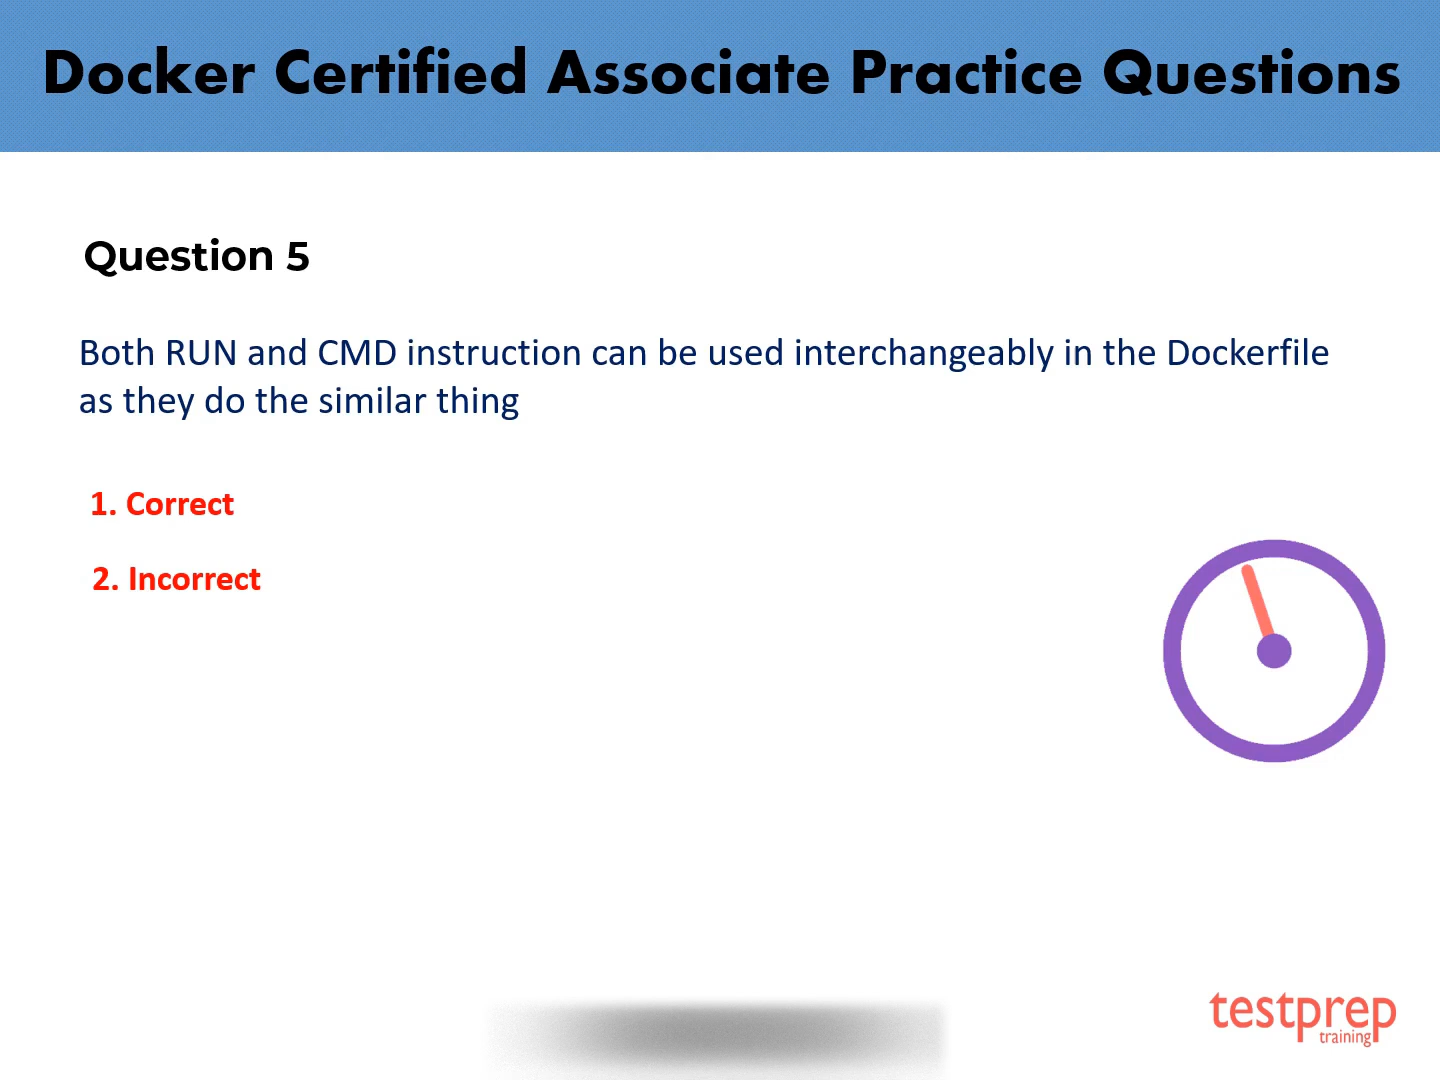 Docker Certified Associate Practice Questions
Question 5
Both RUN and CMD instruction can be used interchangeably in the Dockerfile
as they do the similar thing
1. Correct
2. Incorrect
testprep
training